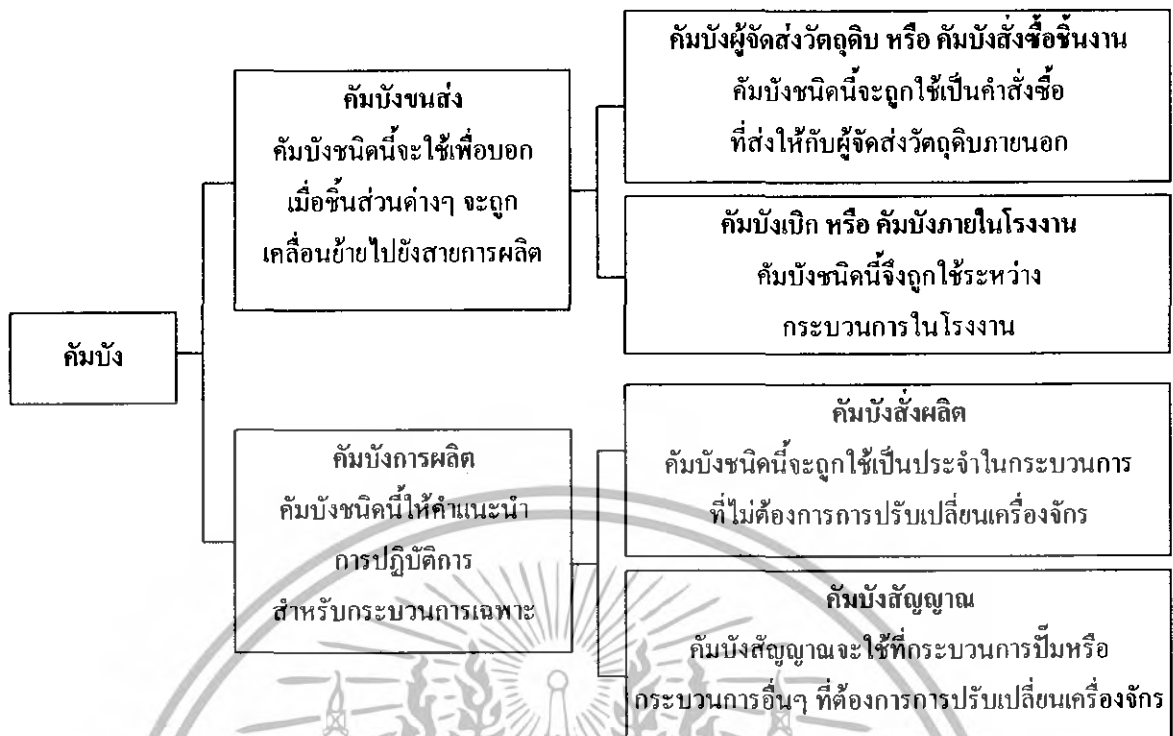 คัมบัง
คัมบังขนส่ง
คัมบังชนิดนี้จะใช้เพื่อบอก
เมื่อชิ้นส่วนต่างๆ จะถูก
เคลื่อนย้ายไปยังสายการผลิต
คัมบังผู้จัดส่งวัตถุดิบ หรือ คัมบังสั่งซื้อชิ้นงาน
คัมบังชนิดนี้จะถูกใช้เป็นคำสั่งซื้อ
ที่ส่งให้กับผู้จัดส่งวัตถุดิบภายนอก
คัมบังเบิก หรือ คัมบังภายในโรงงาน
คัมบังชนิดนี้จึงถูกใช้ระหว่าง
กระบวนการในโรงงาน
คัมบังการผลิต
คัมบังชนิดนี้ให้คำแนะนำ
การปฏิบัติการ
สำหรับกระบวนการเฉพาะ
คัมบังสั่งผลิต
คัมบังชนิดนี้จะถูกใช้เป็นประจำในกระบวนการ
ที่ไม่ต้องการการปรับเปลี่ยนเครื่องจักร
คัมบังสัญญาณ
คัมบังสัญญาณจะใช้ที่กระบวนการปั๊มหรือ
กระบวนการอื่นๆ ที่ต้องการการปรับเปลี่ยนเครื่องจักร